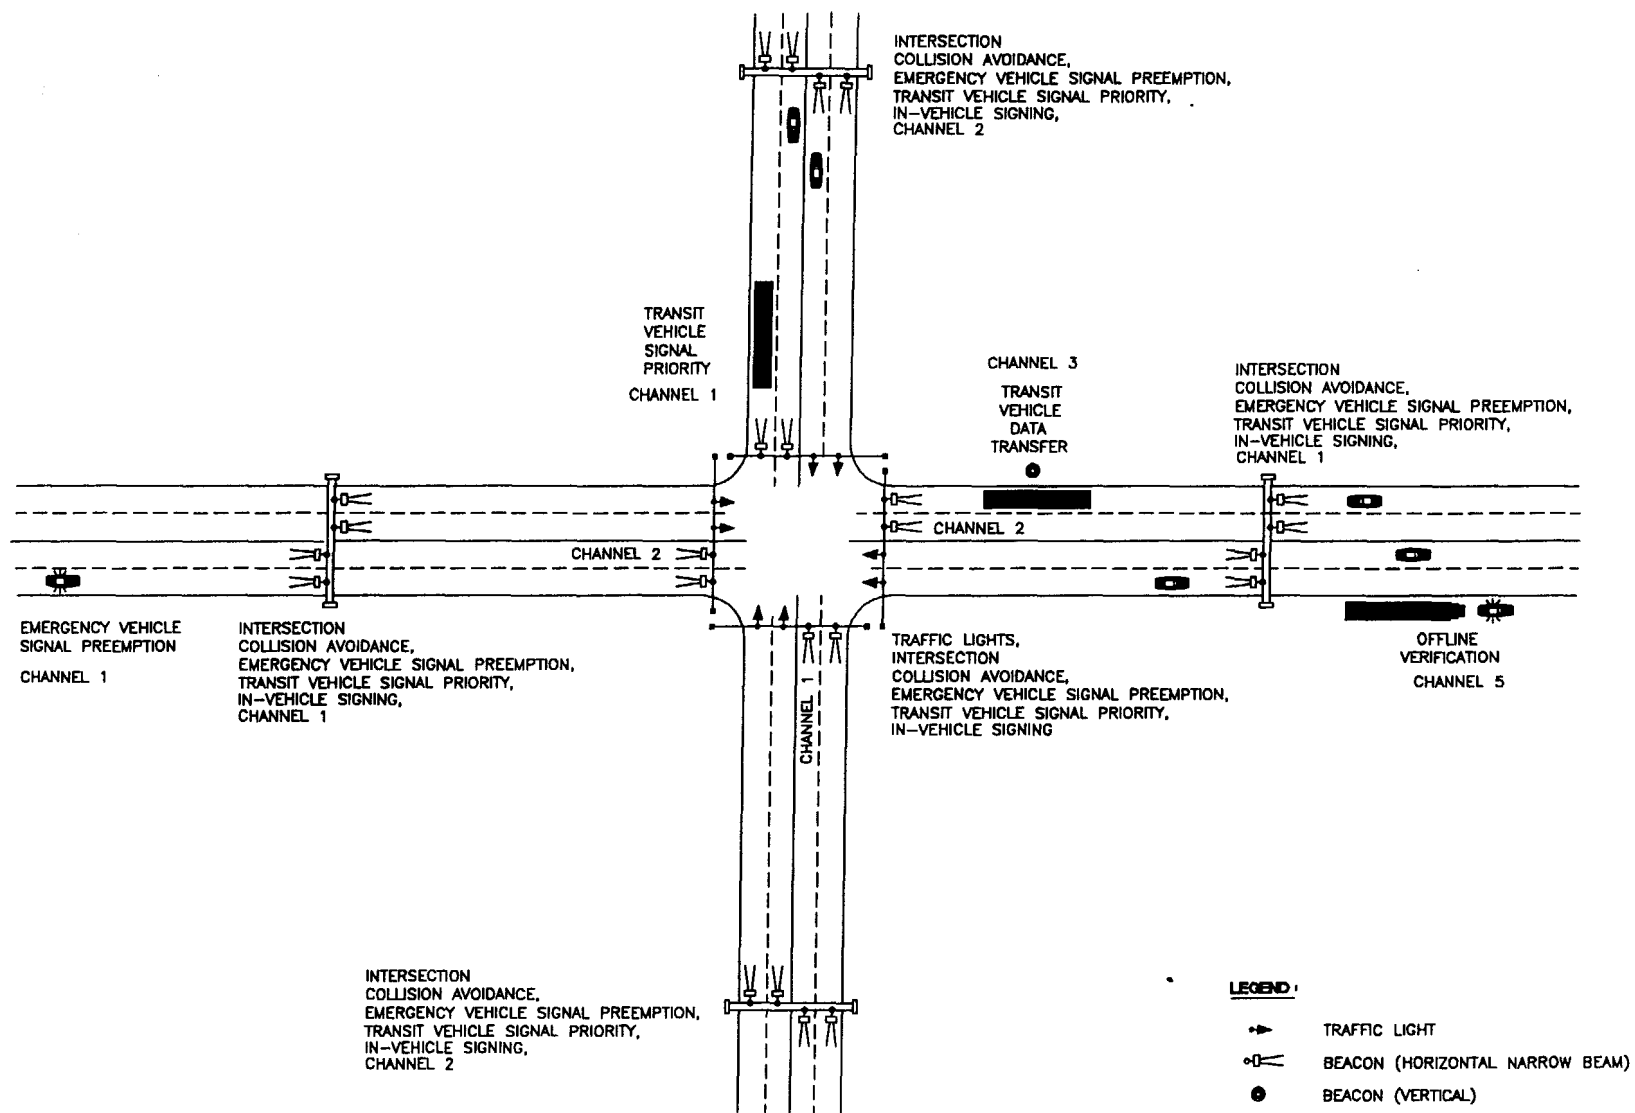 INTERSECTION
COLLISION AVOIDANCE,
EMERGENCY VEHICLE SIGNAL PREEMPTION,
TRANSIT VEHICLE SIGNAL PRIORITY,
IN-VEHICLE SIGNING,
CHANNEL 2
TRANSIT
VEHICLE
SIGNAL
PRIORITY
CHANNEL 1
CHANNEL 3
TRANSIT
VEHICLE
DATA
TRANSFER
INTERSECTION
COLLISION AVOIDANCE,
EMERGENCY VEHICLE SIGNAL PREEMPTION,
TRANSIT VEHICLE SIGNAL PRIORITY,
IN-VEHICLE SIGNING,
CHANNEL 1
CHANNEL 2
CHANNEL 2
EMERGENCY VEHICLE
SIGNAL PREEMPTION
CHANNEL 1
INTERSECTION
COLLISION AVOIDANCE,
EMERGENCY VEHICLE SIGNAL PREEMPTION,
TRANSIT VEHICLE SIGNAL PRIORITY,
IN-VEHICLE SIGNING,
CHANNEL 1
CHANNEL 1
TRAFFIC LIGHTS,
INTERSECTION
COLLISION AVOIDANCE,
EMERGENCY VEHICLE SIGNAL PREEMPTION,
TRANSIT VEHICLE SIGNAL PRIORITY,
IN-VEHICLE SIGNING
OFFLINE
VERIFICATION
CHANNEL 5
INTERSECTION
COLLISION AVOIDANCE,
EMERGENCY VEHICLE SIGNAL PREEMPTION,
TRANSIT VEHICLE SIGNAL PRIORITY,
IN-VEHICLE SIGNING,
CHANNEL 2
LEGEND:
TRAFFIC LIGHT
BEACON (HORIZONTAL NARROW BEAM)
BEACON (VERTICAL)